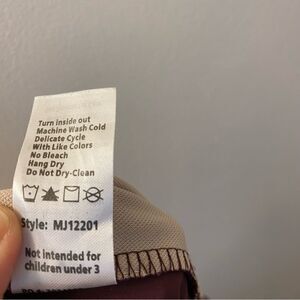 Turn inside out
Machine Wash Cold
Delicate Cycle
With Like Colors
No Bleach
Hang Dry
Do Not Dry-Clean
Style: MJ12201
Not intended for
children under 3